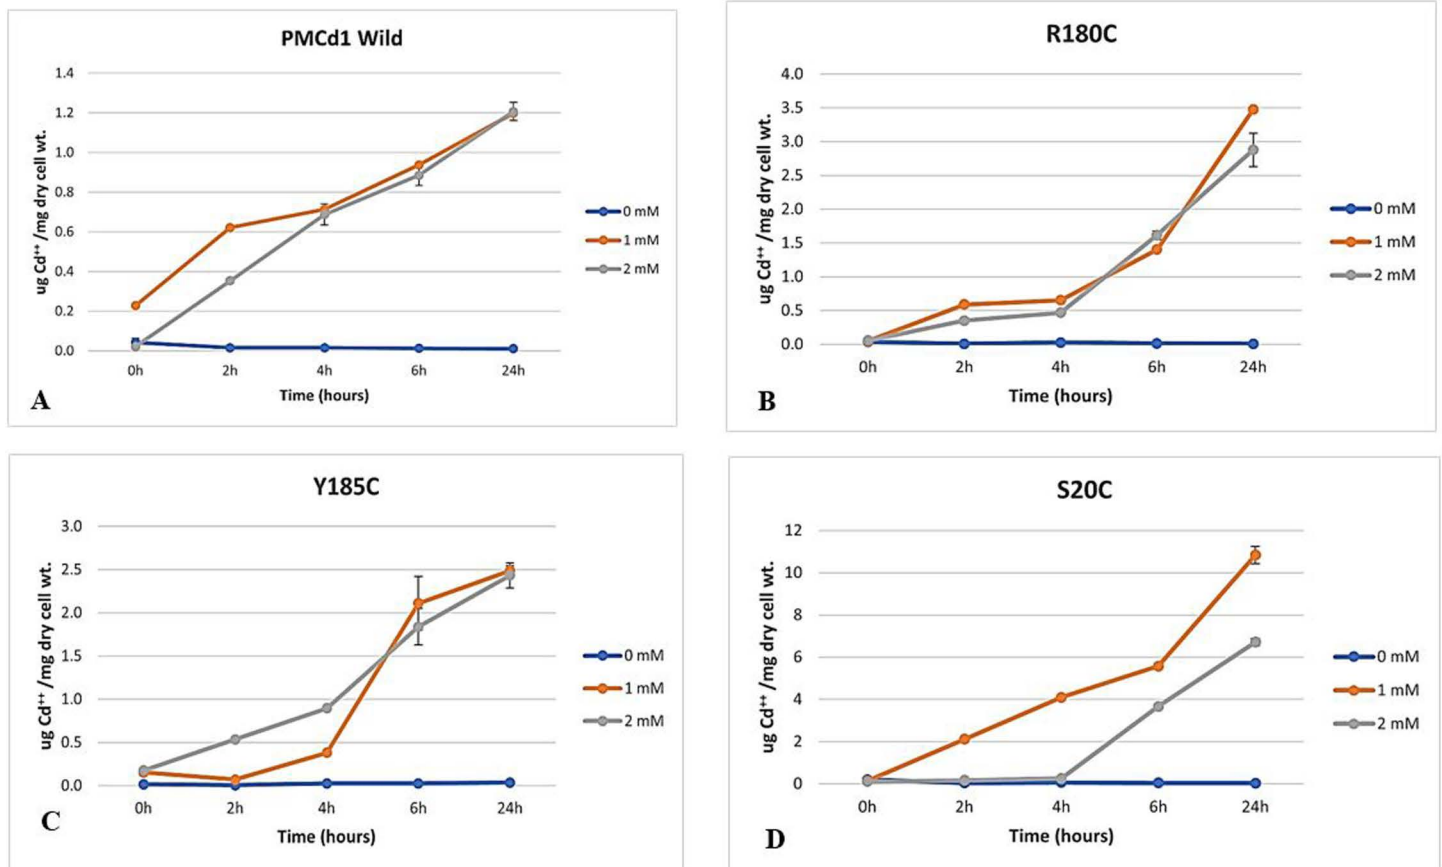 PMCd1 Wild
1.4
1.2
1.0
0.8
0.6
0.4
0.2
0.0
ug Cd⁺⁺ /mg dry cell wt.
0h 2h 4h 6h 24h
Time (hours)
0 mM
1 mM
2 mM
A
R180C
4.0
3.5
3.0
2.5
2.0
1.5
1.0
0.5
0.0
ug Cd⁺⁺ /mg dry cell wt.
0h 2h 4h 6h 24h
Time (hours)
0 mM
1 mM
2 mM
B
Y185C
3.0
2.5
2.0
1.5
1.0
0.5
0.0
ug Cd⁺⁺ /mg dry cell wt.
0h 2h 4h 6h 24h
Time (hours)
0 mM
1 mM
2 mM
C
S20C
12
10
8
6
4
2
0
ug Cd⁺⁺ /mg dry cell wt.
0h 2h 4h 6h 24h
Time (hours)
0 mM
1 mM
2 mM
D